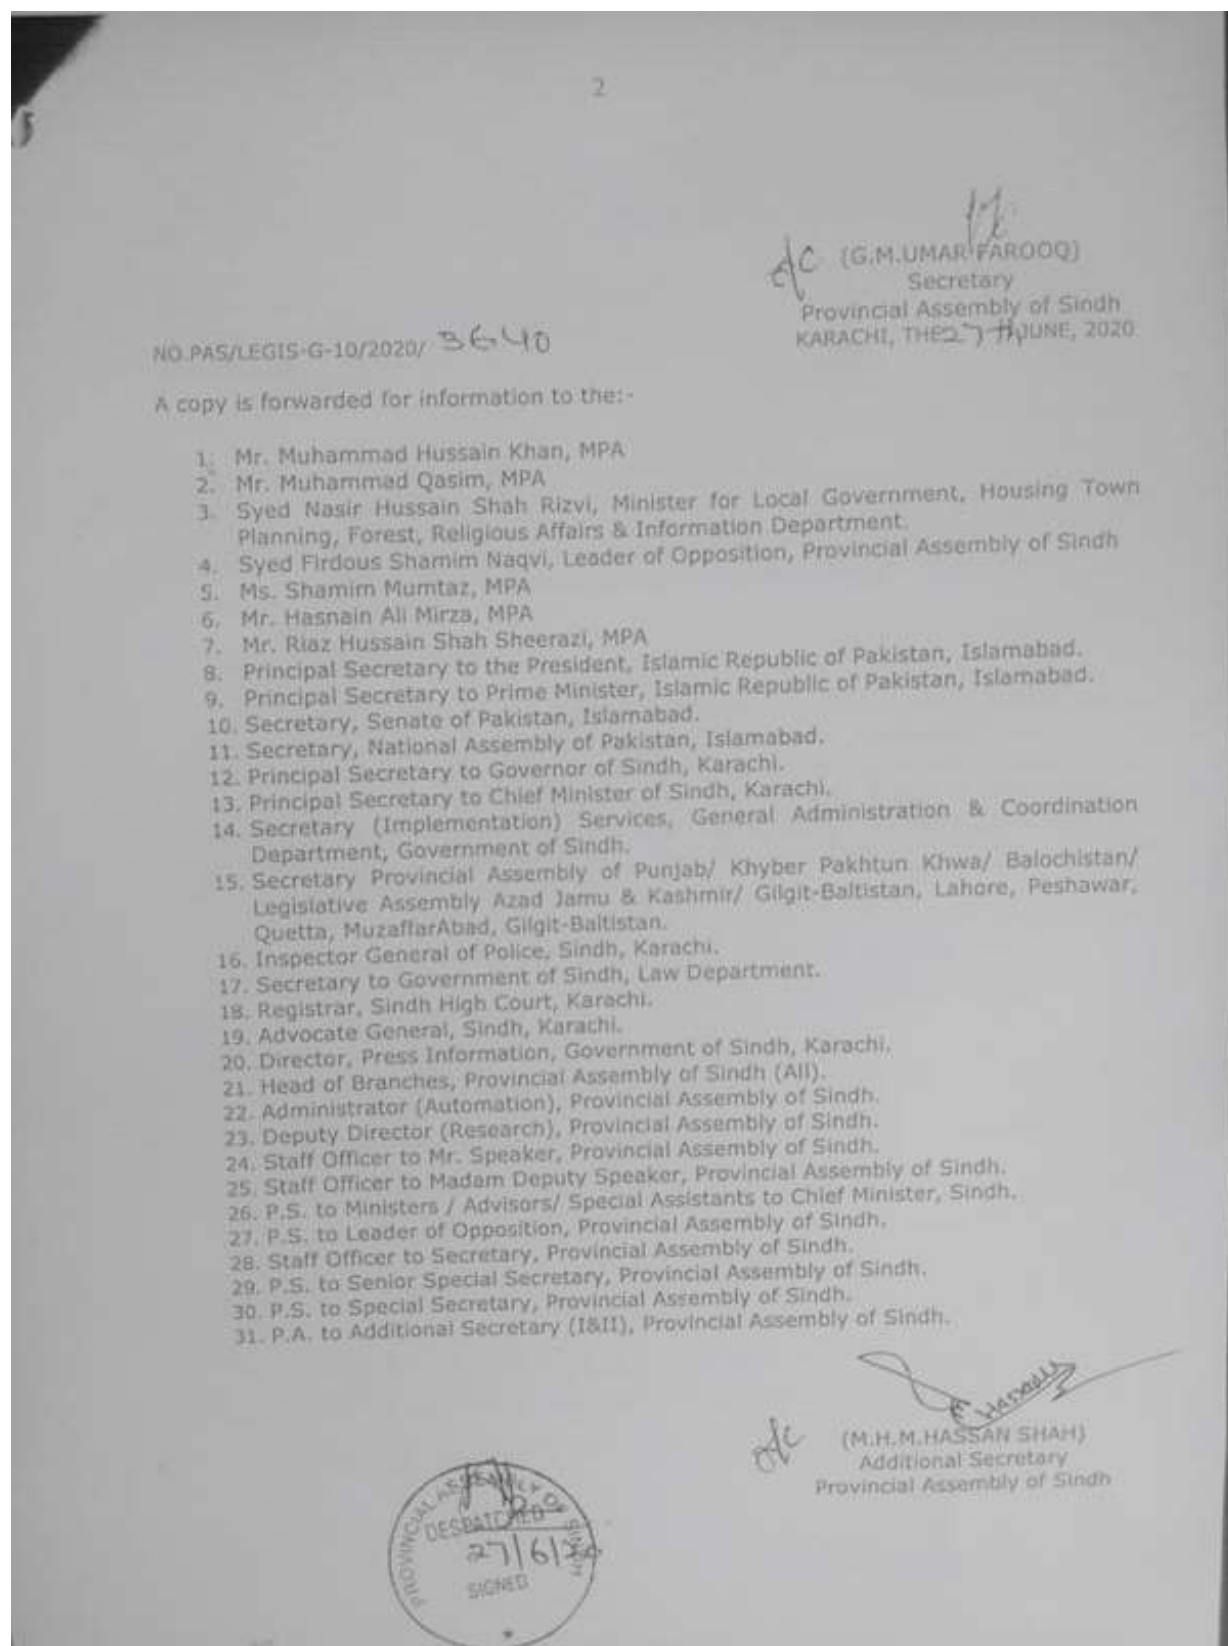 2
(G.M.UMAR FAROOQ)
Secretary
Provincial Assembly of Sindh
KARACHI, THE 27th JUNE, 2020
NO.PAS/LEGIS-G-10/2020/ 3640
A copy is forwarded for information to the:-
1. Mr. Muhammad Hussain Khan, MPA
2. Mr. Muhammad Qasim, MPA
3. Syed Nasir Hussain Shah Rizvi, Minister for Local Government, Housing Town
Planning, Forest, Religious Affairs & Information Department.
4. Syed Firdous Shamim Naqvi, Leader of Opposition, Provincial Assembly of Sindh
5. Ms. Shamim Mumtaz, MPA
6. Mr. Hasnain Ali Mirza, MPA
7. Mr. Riaz Hussain Shah Sheerazi, MPA
8. Principal Secretary to the President, Islamic Republic of Pakistan, Islamabad.
9. Principal Secretary to Prime Minister, Islamic Republic of Pakistan, Islamabad.
10. Secretary, Senate of Pakistan, Islamabad.
11. Secretary, National Assembly of Pakistan, Islamabad.
12. Principal Secretary to Governor of Sindh, Karachi.
13. Principal Secretary to Chief Minister of Sindh, Karachi.
14. Secretary (Implementation) Services, General Administration & Coordination
Department, Government of Sindh.
15. Secretary Provincial Assembly of Punjab/ Khyber Pakhtun Khwa/ Balochistan/
Legislative Assembly Azad Jamu & Kashmir/ Gilgit-Baltistan, Lahore, Peshawar,
Quetta, MuzaffarAbad, Gilgit-Baltistan.
16. Inspector General of Police, Sindh, Karachi.
17. Secretary to Government of Sindh, Law Department.
18. Registrar, Sindh High Court, Karachi.
19. Advocate General, Sindh, Karachi.
20. Director, Press Information, Government of Sindh, Karachi.
21. Head of Branches, Provincial Assembly of Sindh (All).
22. Administrator (Automation), Provincial Assembly of Sindh.
23. Deputy Director (Research), Provincial Assembly of Sindh.
24. Staff Officer to Mr. Speaker, Provincial Assembly of Sindh.
25. Staff Officer to Madam Deputy Speaker, Provincial Assembly of Sindh.
26. P.S. to Ministers / Advisors/ Special Assistants to Chief Minister, Sindh.
27. P.S. to Leader of Opposition, Provincial Assembly of Sindh.
28. Staff Officer to Secretary, Provincial Assembly of Sindh.
29. P.S. to Senior Special Secretary, Provincial Assembly of Sindh.
30. P.S. to Special Secretary, Provincial Assembly of Sindh.
31. P.A. to Additional Secretary (I&II), Provincial Assembly of Sindh.
(M.H.M.HASSAN SHAH)
Additional Secretary
Provincial Assembly of Sindh
PROVINCIAL ASSEMBLY OF SINDH
DESPATCHED
27/6/20
SIGNED